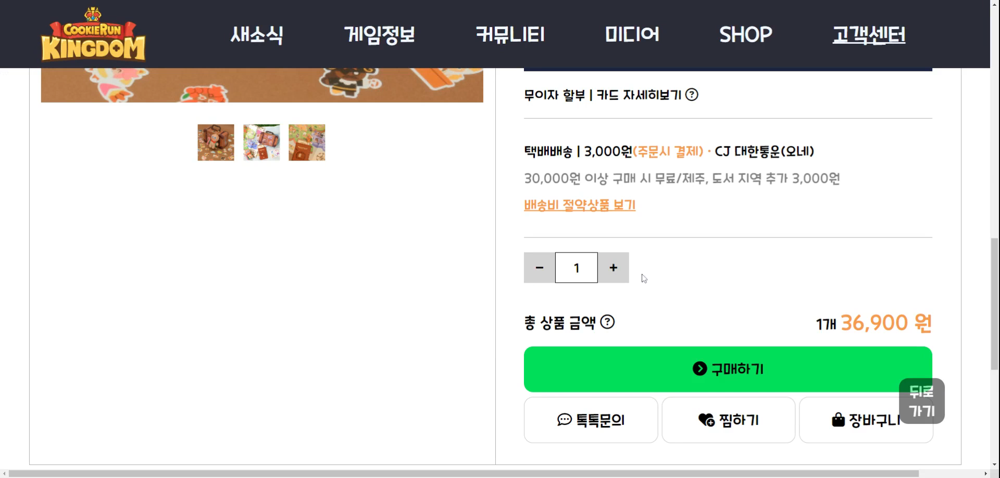 CookieRun
KINGDOM
새소식 게임정보 커뮤니티 미디어 SHOP 고객센터
무이자 할부 | 카드 자세히보기
택배배송 | 3,000원(주문시 결제) · CJ 대한통운(오네)
30,000원 이상 구매 시 무료/제주, 도서 지역 추가 3,000원
배송비 절약상품 보기
- 1 +
총 상품 금액 1개 36,900 원
구매하기
뒤로
가기
톡톡문의 찜하기 장바구니